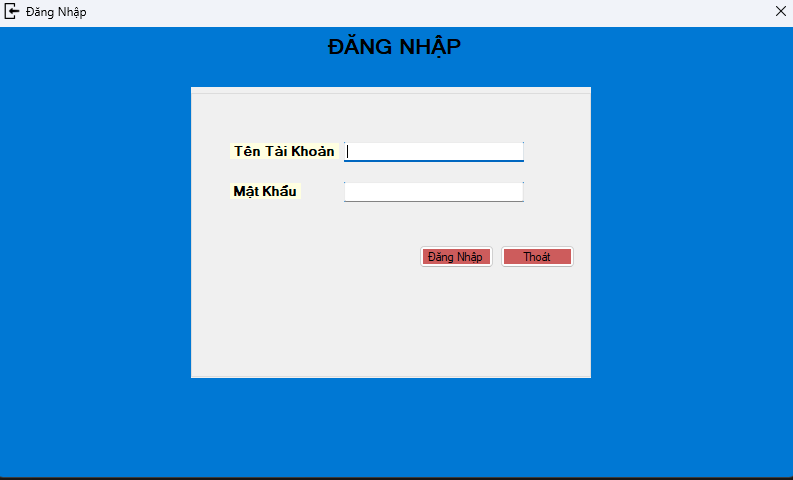 Đăng Nhập
ĐĂNG NHẬP
Tên Tài Khoản
Mật Khẩu
Đăng Nhập
Thoát